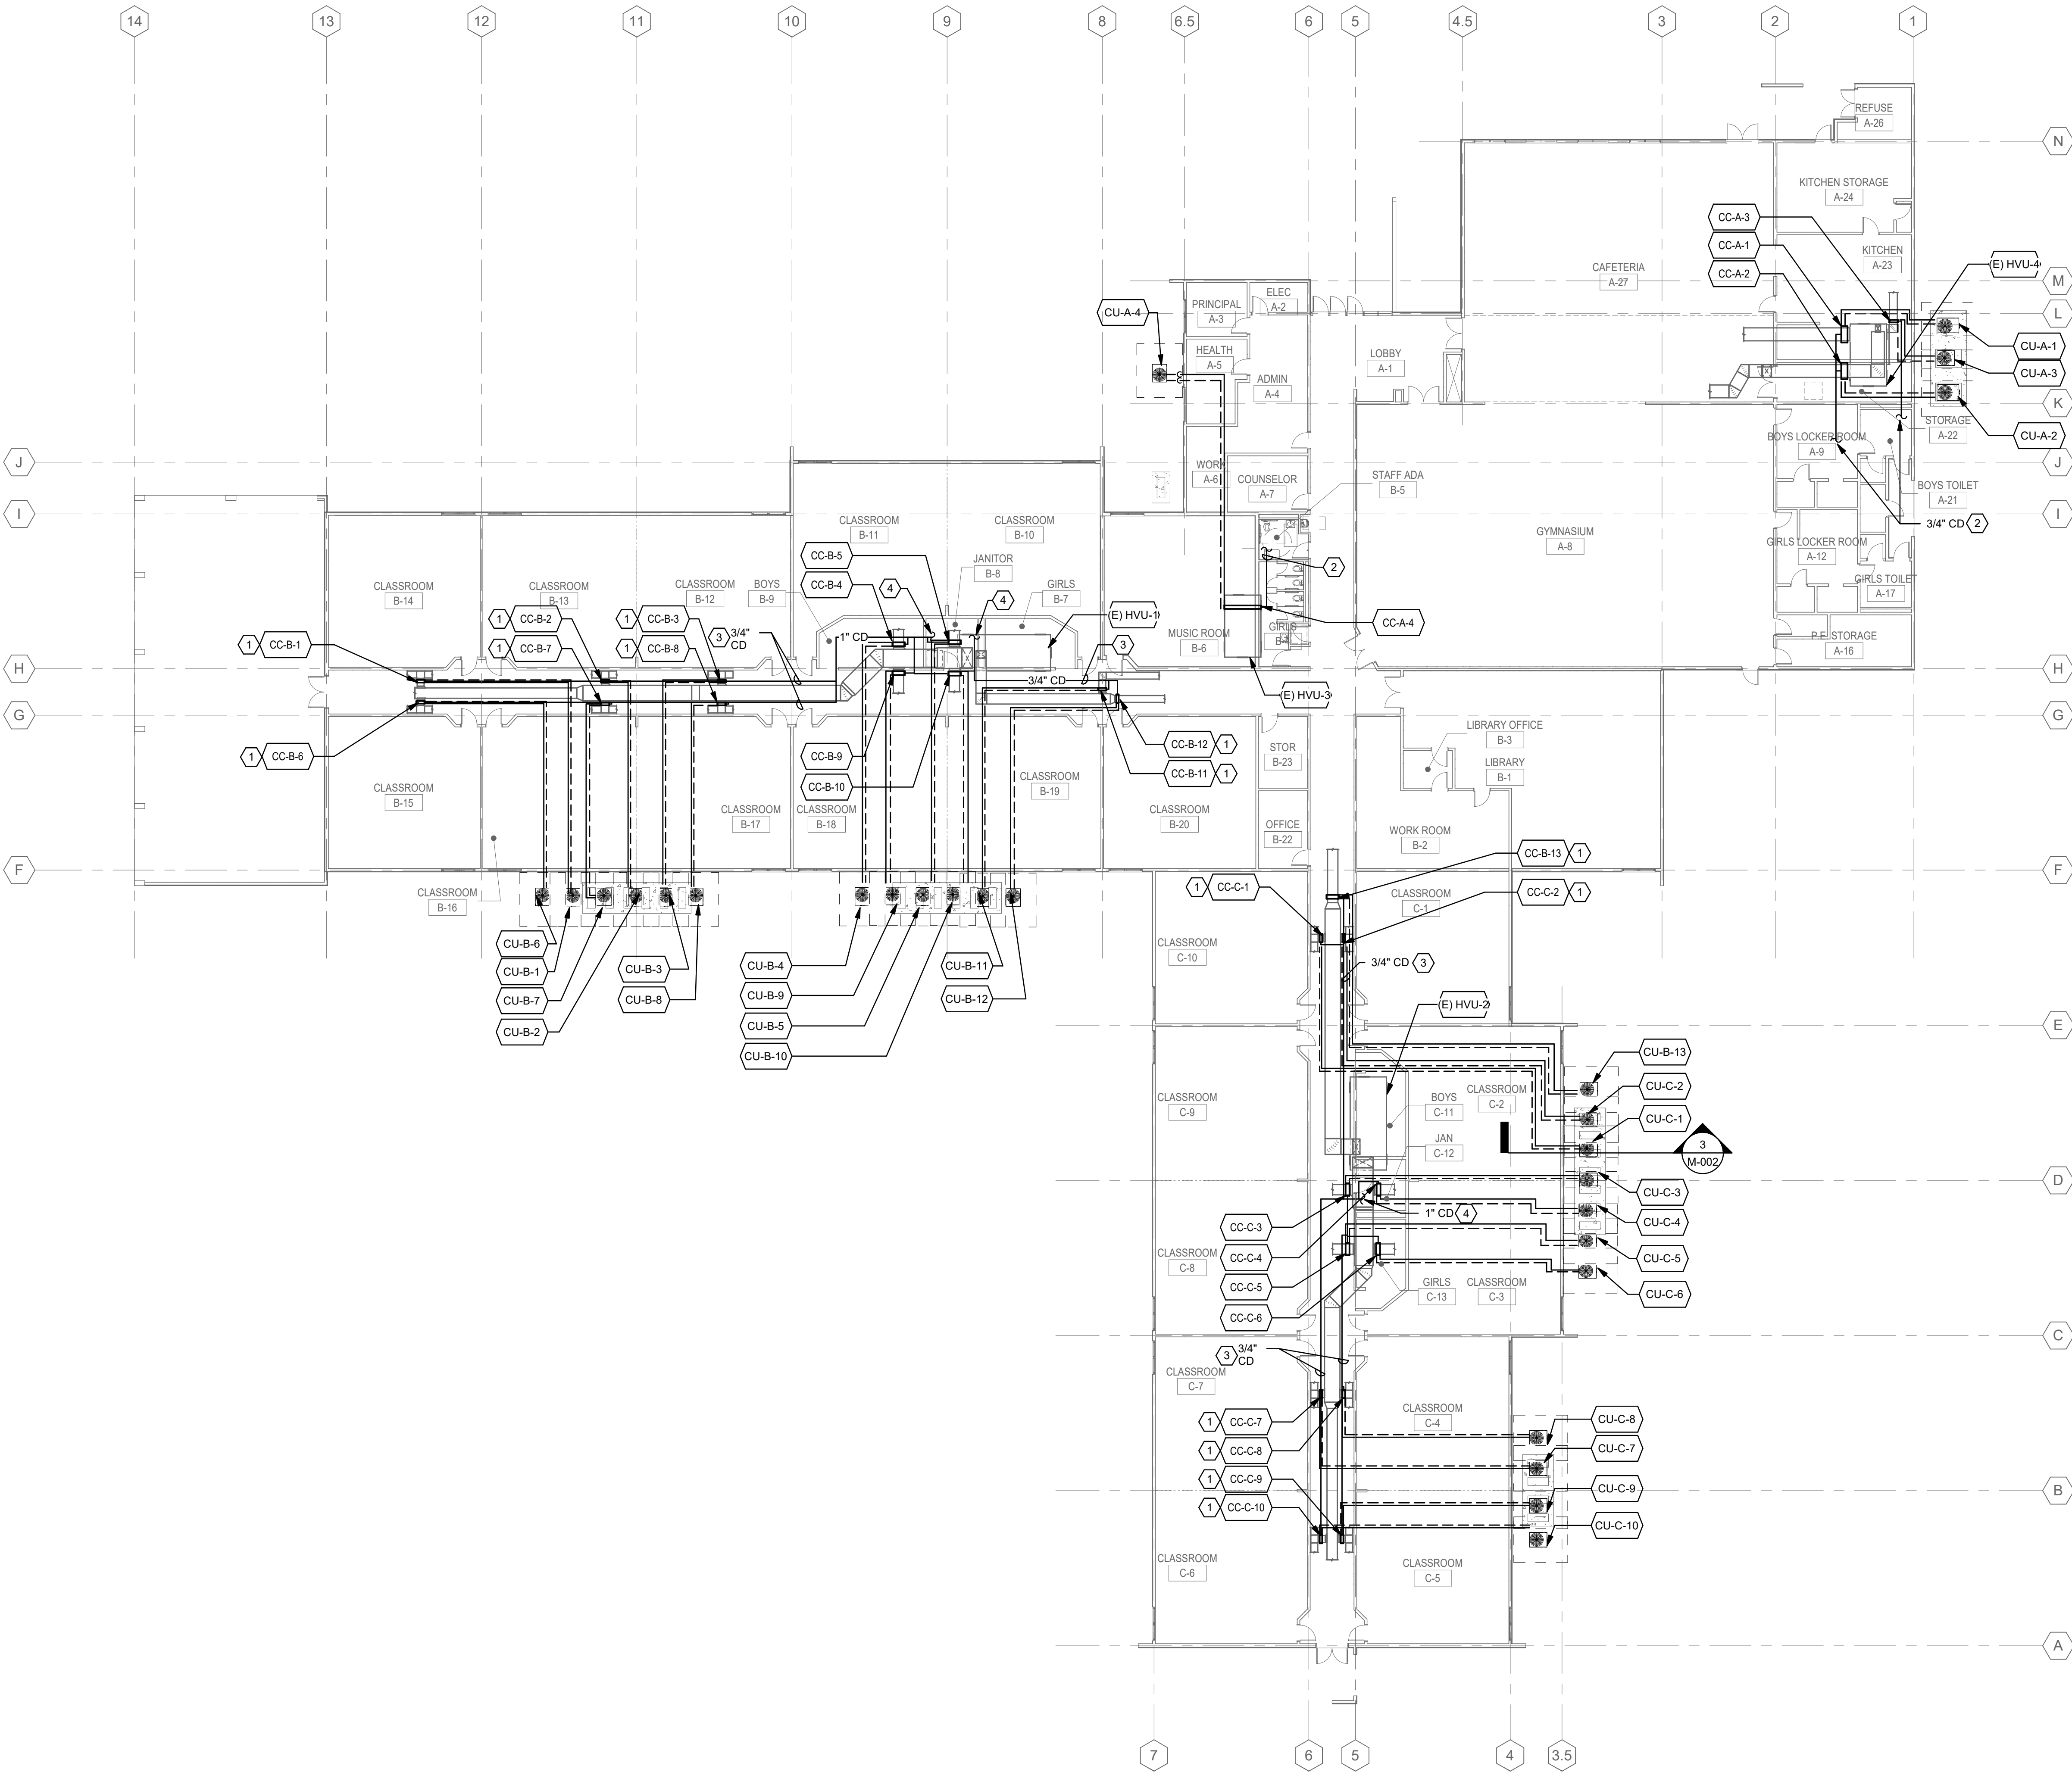 14
13
12
11
10
9
8
6.5
6
5
4.5
3
2
1
REFUSE
A-26
N
KITCHEN STORAGE
A-24
CC-A-3
CC-A-1
CC-A-2
KITCHEN
A-23
(E) HVU-4
CAFETERIA
A-27
M
L
PRINCIPAL
A-3
ELEC
A-2
CU-A-4
HEALTH
A-5
LOBBY
A-1
ADMIN
A-4
CU-A-1
CU-A-3
K
CU-A-2
STORAGE
A-22
BOYS LOCKER ROOM
A-9
J
J
WORK
A-6
COUNSELOR
A-7
STAFF ADA
B-5
BOYS TOILET
A-21
I
I
3/4" CD
2
CLASSROOM
B-11
CLASSROOM
B-10
GYMNASIUM
A-8
GIRLS LOCKER ROOM
A-12
GIRLS TOILET
A-17
CC-B-5
CC-B-4
4
JANITOR
B-8
4
2
CLASSROOM
B-14
CLASSROOM
B-13
CLASSROOM
B-12
BOYS
B-9
GIRLS
B-7
(E) HVU-1
1
CC-B-2
1
CC-B-3
1
CC-B-7
1
CC-B-8
3
3/4"
CD
1" CD
3
CC-A-4
MUSIC ROOM
B-6
GIRLS
B-4
P.E. STORAGE
A-16
1
CC-B-1
H
H
3/4" CD
(E) HVU-3
G
G
1
CC-B-6
CC-B-9
CC-B-10
CC-B-12
1
CC-B-11
1
STOR
B-23
LIBRARY OFFICE
B-3
LIBRARY
B-1
CLASSROOM
B-15
CLASSROOM
B-17
CLASSROOM
B-18
CLASSROOM
B-19
CLASSROOM
B-20
OFFICE
B-22
WORK ROOM
B-2
CC-B-13
1
F
F
CLASSROOM
B-16
1
CC-C-1
CC-C-2
1
CLASSROOM
C-1
CU-B-6
CU-B-1
CU-B-7
CU-B-2
CU-B-3
CU-B-8
CU-B-4
CU-B-9
CU-B-5
CU-B-10
CU-B-11
CU-B-12
CLASSROOM
C-10
3/4" CD
3
(E) HVU-2
E
CU-B-13
CU-C-2
CU-C-1
CLASSROOM
C-9
BOYS
C-11
CLASSROOM
C-2
JAN
C-12
3
M-002
D
CU-C-3
CU-C-4
CU-C-5
CU-C-6
1" CD
4
CC-C-3
CC-C-4
CC-C-5
CC-C-6
CLASSROOM
C-8
GIRLS
C-13
CLASSROOM
C-3
C
3
3/4"
CD
CLASSROOM
C-7
1
CC-C-7
1
CC-C-8
1
CC-C-9
1
CC-C-10
CLASSROOM
C-4
CU-C-8
CU-C-7
CU-C-9
CU-C-10
B
CLASSROOM
C-6
CLASSROOM
C-5
A
7
6
5
4
3.5